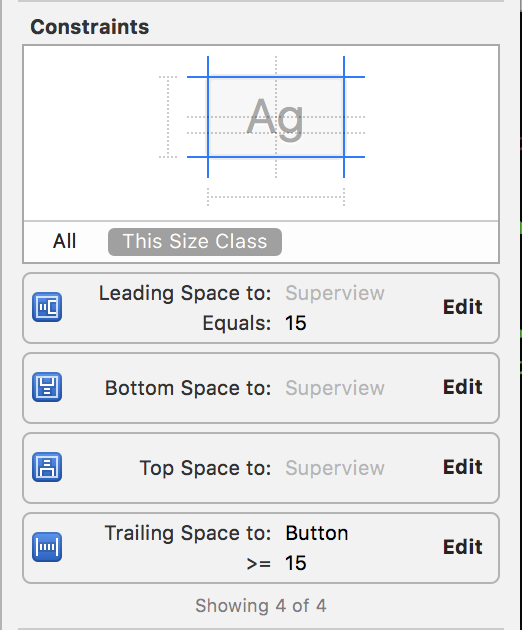 Constraints
Ag
All This Size Class
Leading Space to: Superview Edit
Equals: 15
Bottom Space to: Superview Edit
Top Space to: Superview Edit
Trailing Space to: Button Edit
>= 15
Showing 4 of 4